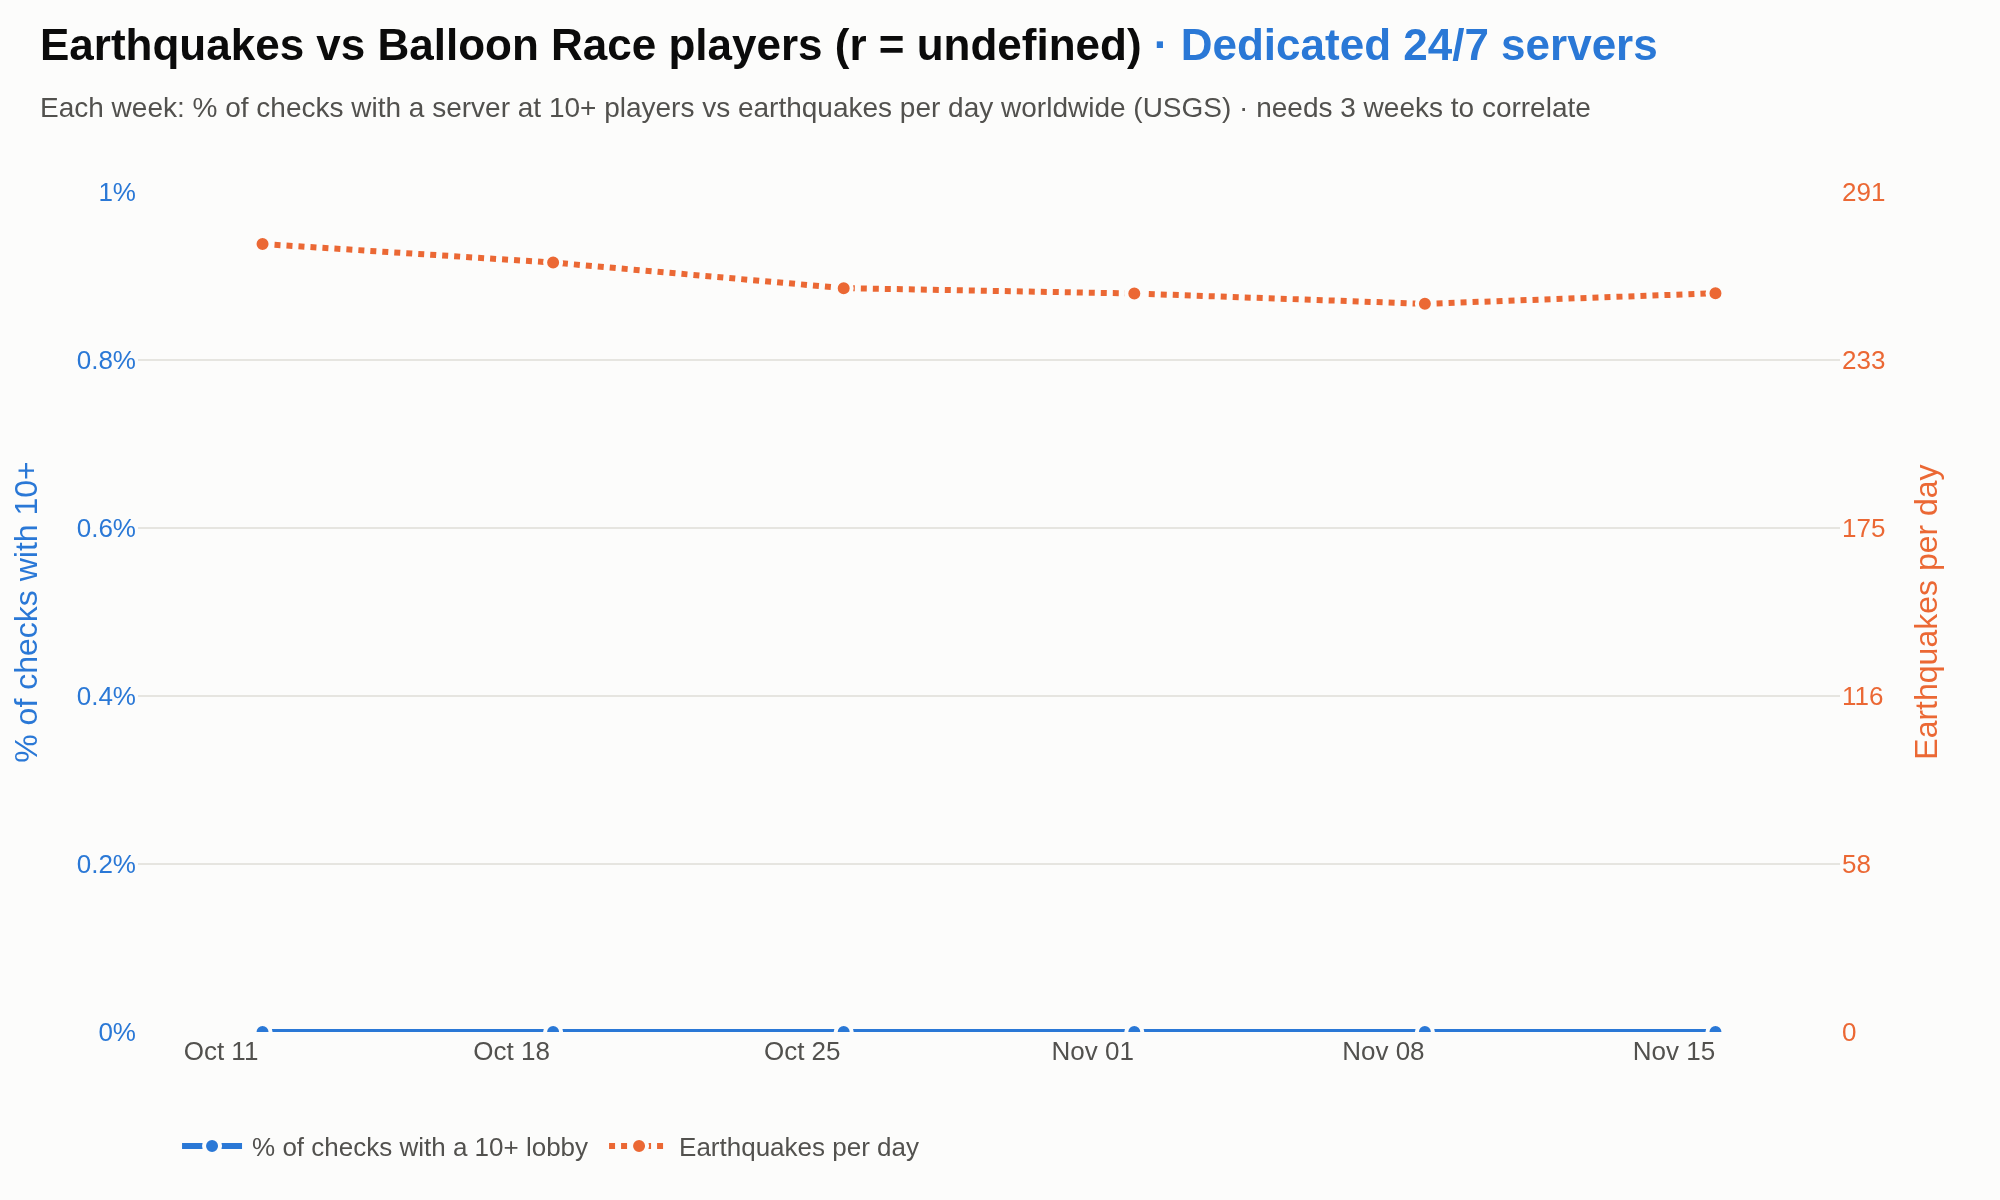 Earthquakes vs Balloon Race players (r = undefined) · Dedicated 24/7 servers
Each week: % of checks with a server at 10+ players vs earthquakes per day worldwide (USGS) · needs 3 weeks to correlate
1%
0.8%
0.6%
0.4%
0.2%
0%
% of checks with 10+
291
233
175
116
58
0
Earthquakes per day
Oct 11
Oct 18
Oct 25
Nov 01
Nov 08
Nov 15
% of checks with a 10+ lobby
Earthquakes per day